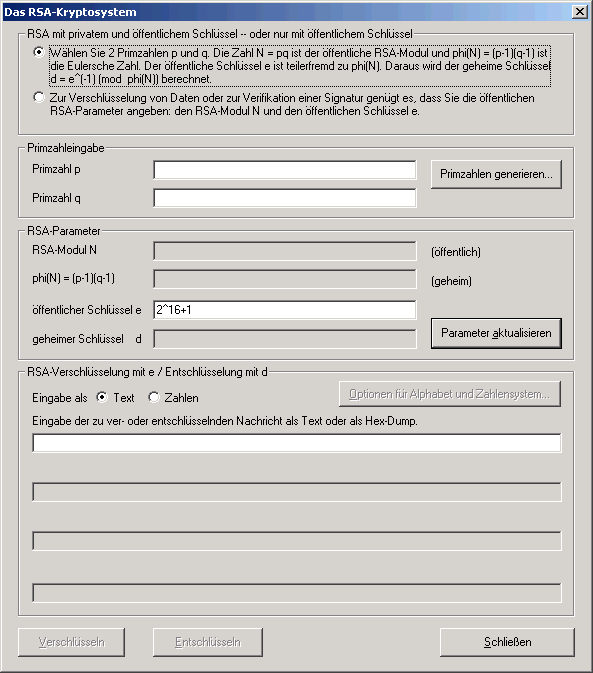 Das RSA-Kryptosystem
RSA mit privatem und öffentlichem Schlüssel -- oder nur mit öffentlichem Schlüssel
Wählen Sie 2 Primzahlen p und q. Die Zahl N = pq ist der öffentliche RSA-Modul und phi(N) = (p-1)(q-1) ist
die Eulersche Zahl. Der öffentliche Schlüssel e ist teilerfremd zu phi(N). Daraus wird der geheime Schlüssel
d = e^(-1) (mod phi(N)) berechnet.
Zur Verschlüsselung von Daten oder zur Verifikation einer Signatur genügt es, dass Sie die öffentlichen
RSA-Parameter angeben: den RSA-Modul N und den öffentlichen Schlüssel e.
Primzahleingabe
Primzahl p
Primzahlen generieren...
Primzahl q
RSA-Parameter
RSA-Modul N (öffentlich)
phi(N) = (p-1)(q-1) (geheim)
öffentlicher Schlüssel e 2^16+1
geheimer Schlüssel d Parameter aktualisieren
RSA-Verschlüsselung mit e / Entschlüsselung mit d
Eingabe als Text Zahlen Optionen für Alphabet und Zahlensystem...
Eingabe der zu ver- oder entschlüsselnden Nachricht als Text oder als Hex-Dump.
Verschlüsseln Entschlüsseln Schließen